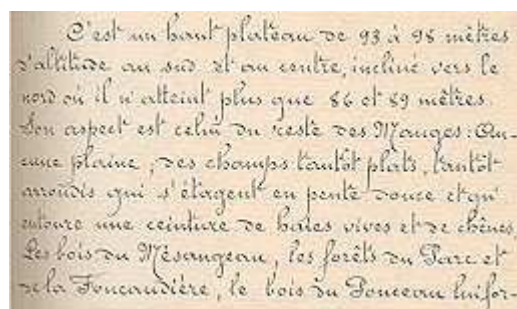 C'est un haut plateau de 93 à 98 mètres
d'altitude au sud et au centre, incliné vers le
nord où il n'atteint plus que 86 et 89 mètres.
Son aspect est celui du reste des Mauges : Au-
cune plaine ; des champs tantôt plats, tantôt
arrondis qui s'étagent en pente douce et qu'
entoure une ceinture de haies vives et de chênes.
Les bois du Mésangeau, les forêts du Parc et
de la Foucaudière, le bois du Ponceau lui for-